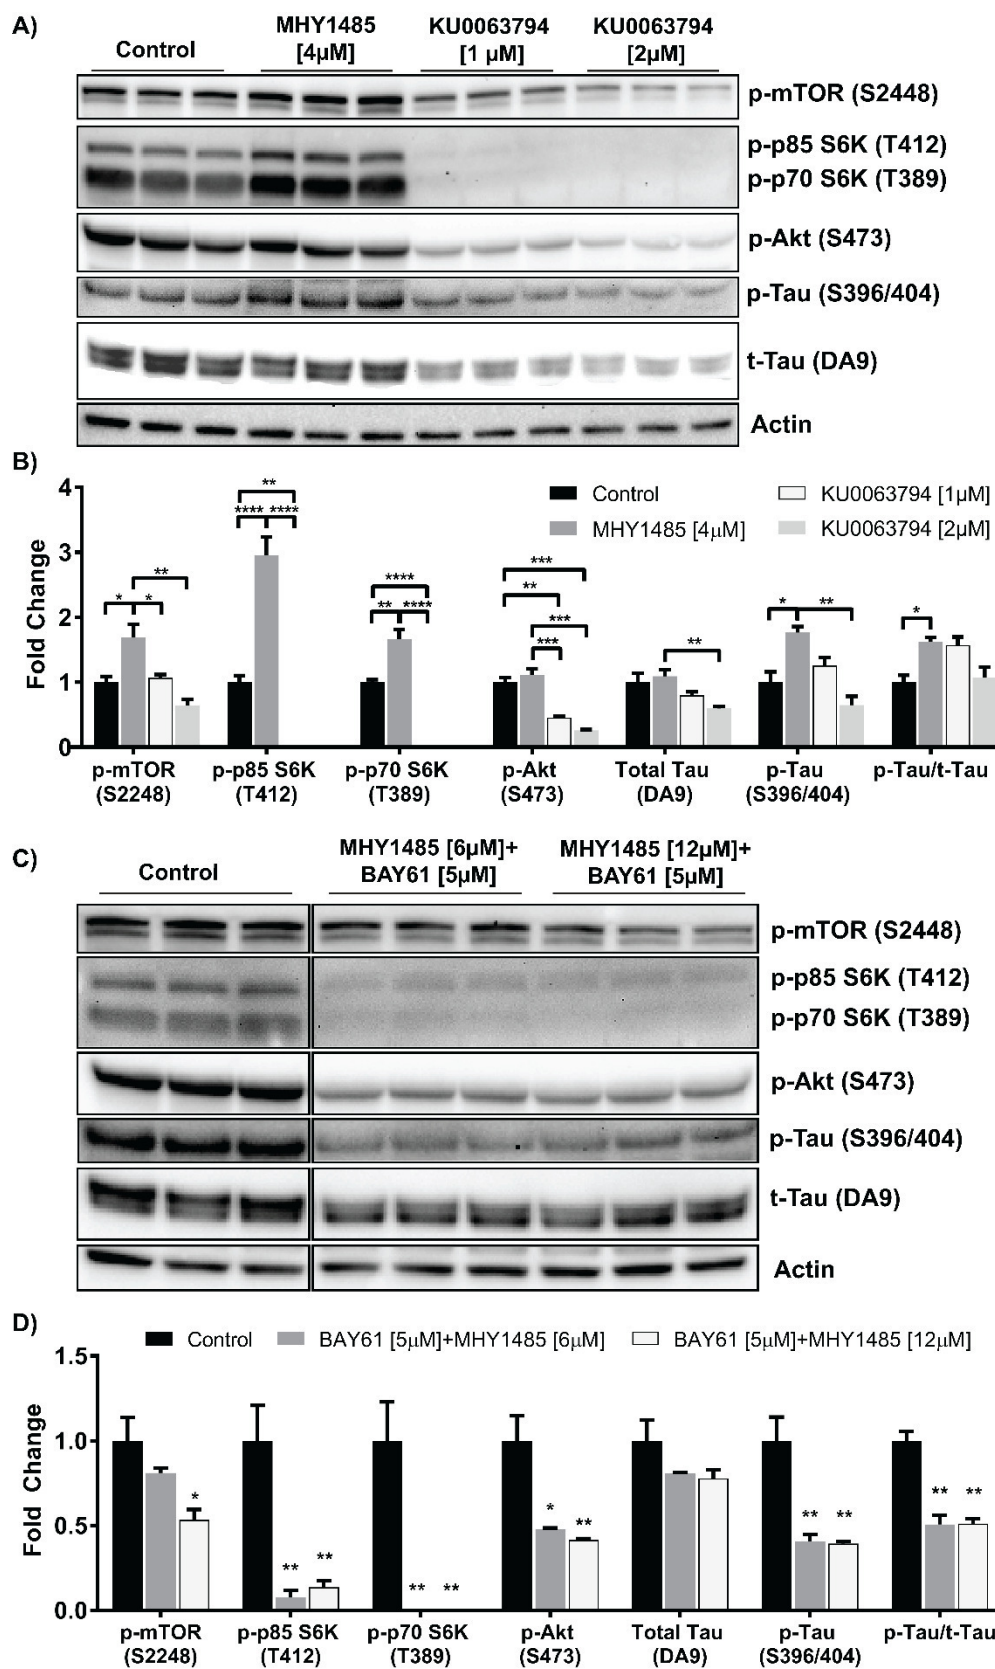 A)
Control
MHY1485
[4μM]
KU0063794
[1 μM]
KU0063794
[2μM]
p-mTOR (S2448)
p-p85 S6K (T412)
p-p70 S6K (T389)
p-Akt (S473)
p-Tau (S396/404)
t-Tau (DA9)
Actin
B)
Fold Change
4
3
2
1
0
Control
MHY1485 [4μM]
KU0063794 [1μM]
KU0063794 [2μM]
* * **
** **** ****
**** ** ****
*** ** *** ***
**
* **
*
p-mTOR
(S2248)
p-p85 S6K
(T412)
p-p70 S6K
(T389)
p-Akt
(S473)
Total Tau
(DA9)
p-Tau
(S396/404)
p-Tau/t-Tau
C)
Control
MHY1485 [6μM]+
BAY61 [5μM]
MHY1485 [12μM]+
BAY61 [5μM]
p-mTOR (S2448)
p-p85 S6K (T412)
p-p70 S6K (T389)
p-Akt (S473)
p-Tau (S396/404)
t-Tau (DA9)
Actin
D)
Control
BAY61 [5μM]+MHY1485 [6μM]
BAY61 [5μM]+MHY1485 [12μM]
Fold Change
1.5
1.0
0.5
0.0
*
** **
** **
* **
** **
** **
p-mTOR
(S2248)
p-p85 S6K
(T412)
p-p70 S6K
(T389)
p-Akt
(S473)
Total Tau
(DA9)
p-Tau
(S396/404)
p-Tau/t-Tau